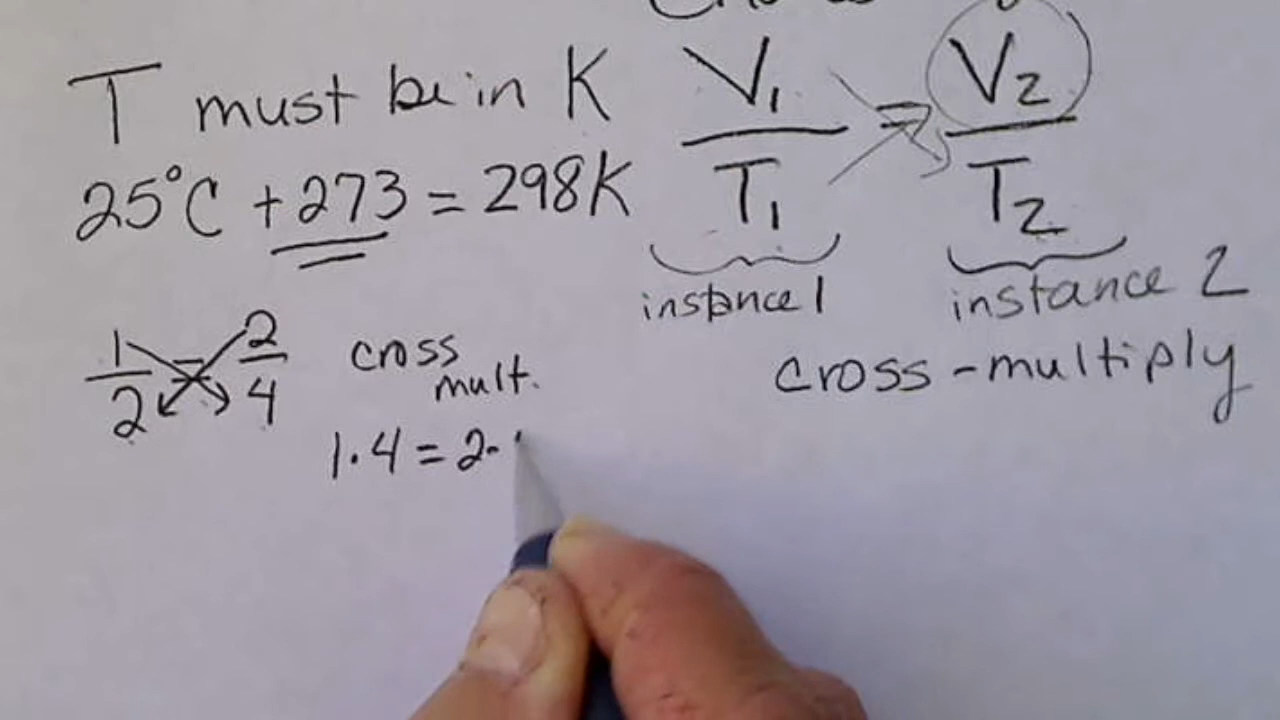 T must be in K
25°C + 273 = 298K
V1/T1 = V2/T2
instance 1
instance 2
cross-multiply
1/2 = 2/4
cross
mult.
1·4 = 2·